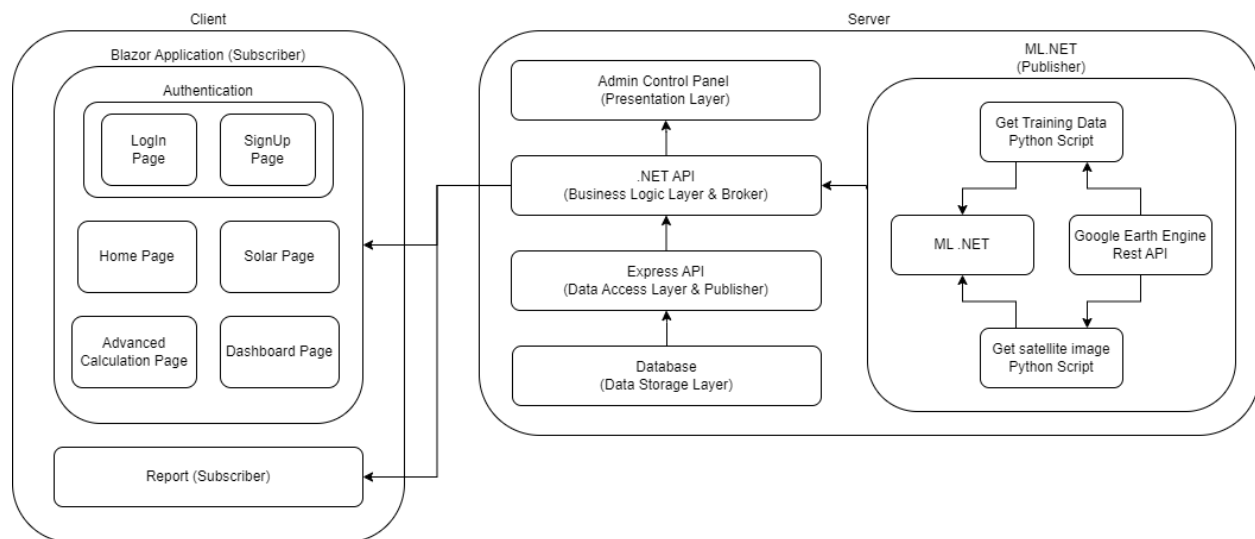 Client
Blazor Application (Subscriber)
Authentication
LogIn
Page
SignUp
Page
Home Page
Solar Page
Advanced
Calculation Page
Dashboard Page
Report (Subscriber)
Server
Admin Control Panel
(Presentation Layer)
.NET API
(Business Logic Layer & Broker)
Express API
(Data Access Layer & Publisher)
Database
(Data Storage Layer)
ML.NET
(Publisher)
Get Training Data
Python Script
ML .NET
Google Earth Engine
Rest API
Get satellite image
Python Script